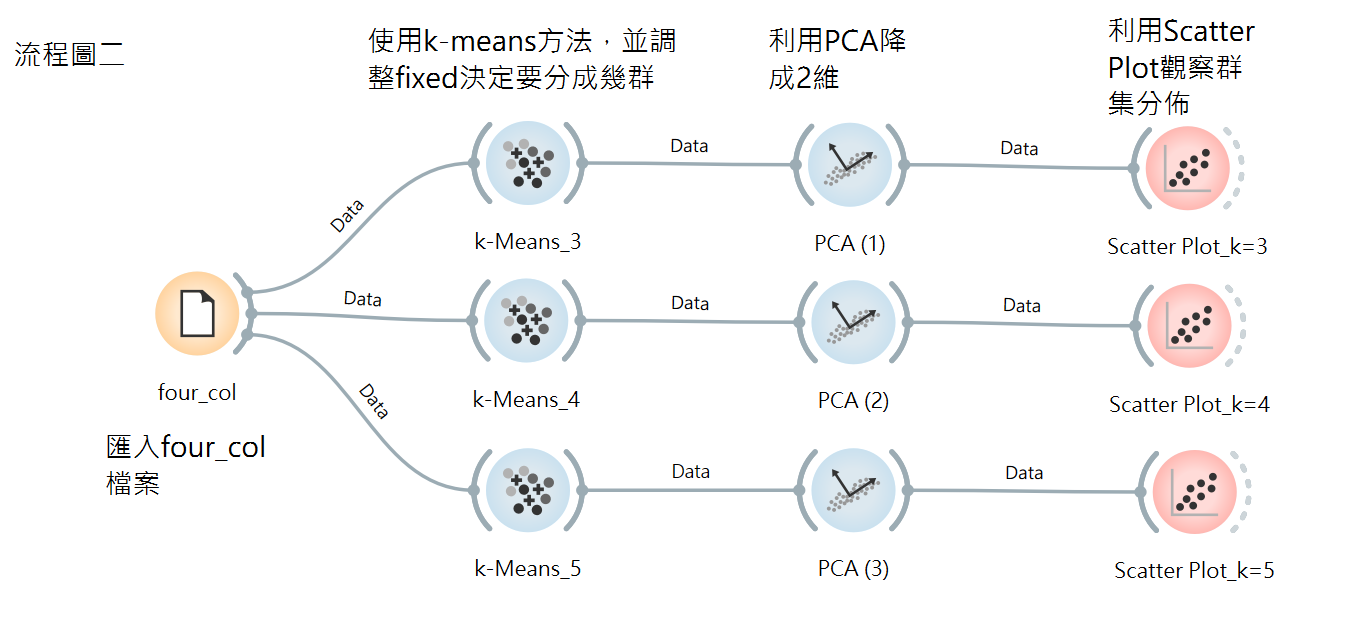 流程圖二
使用k-means方法，並調
整fixed決定要分成幾群
利用PCA降
成2維
利用Scatter
Plot觀察群
集分佈
Data
Data
Data
k-Means_3
PCA (1)
Scatter Plot_k=3
Data
Data
Data
four_col
k-Means_4
PCA (2)
Scatter Plot_k=4
匯入four_col
檔案
Data
Data
Data
k-Means_5
PCA (3)
Scatter Plot_k=5